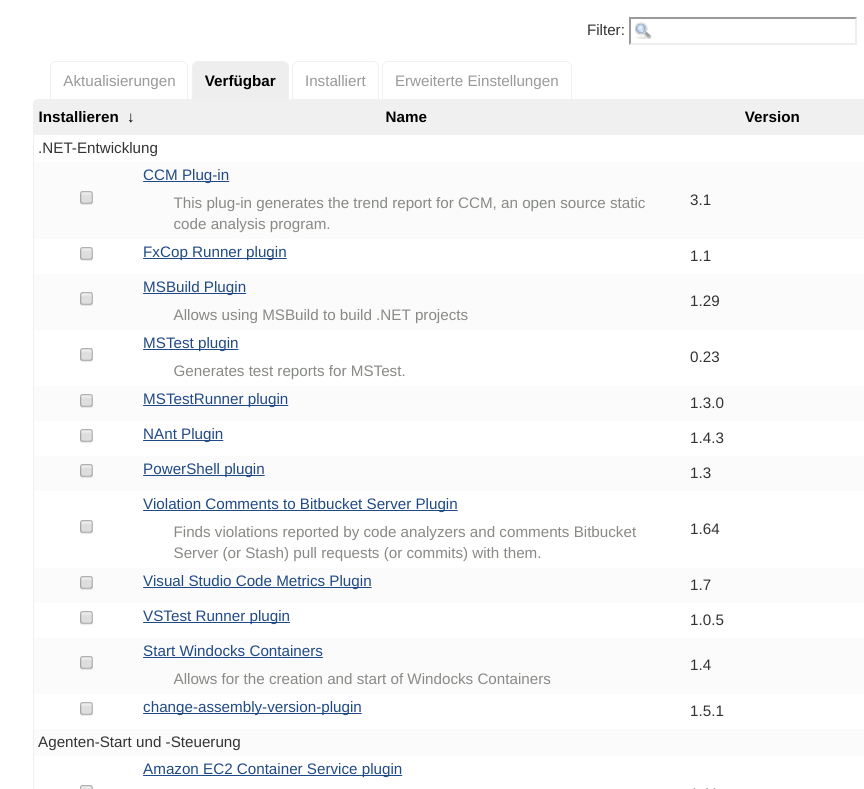 Filter:
Aktualisierungen Verfügbar Installiert Erweiterte Einstellungen
Installieren ↓ Name Version
.NET-Entwicklung
CCM Plug-in
This plug-in generates the trend report for CCM, an open source static
code analysis program.
3.1
FxCop Runner plugin 1.1
MSBuild Plugin
Allows using MSBuild to build .NET projects
1.29
MSTest plugin
Generates test reports for MSTest.
0.23
MSTestRunner plugin 1.3.0
NAnt Plugin 1.4.3
PowerShell plugin 1.3
Violation Comments to Bitbucket Server Plugin
Finds violations reported by code analyzers and comments Bitbucket
Server (or Stash) pull requests (or commits) with them.
1.64
Visual Studio Code Metrics Plugin 1.7
VSTest Runner plugin 1.0.5
Start Windocks Containers
Allows for the creation and start of Windocks Containers
1.4
change-assembly-version-plugin 1.5.1
Agenten-Start und -Steuerung
Amazon EC2 Container Service plugin